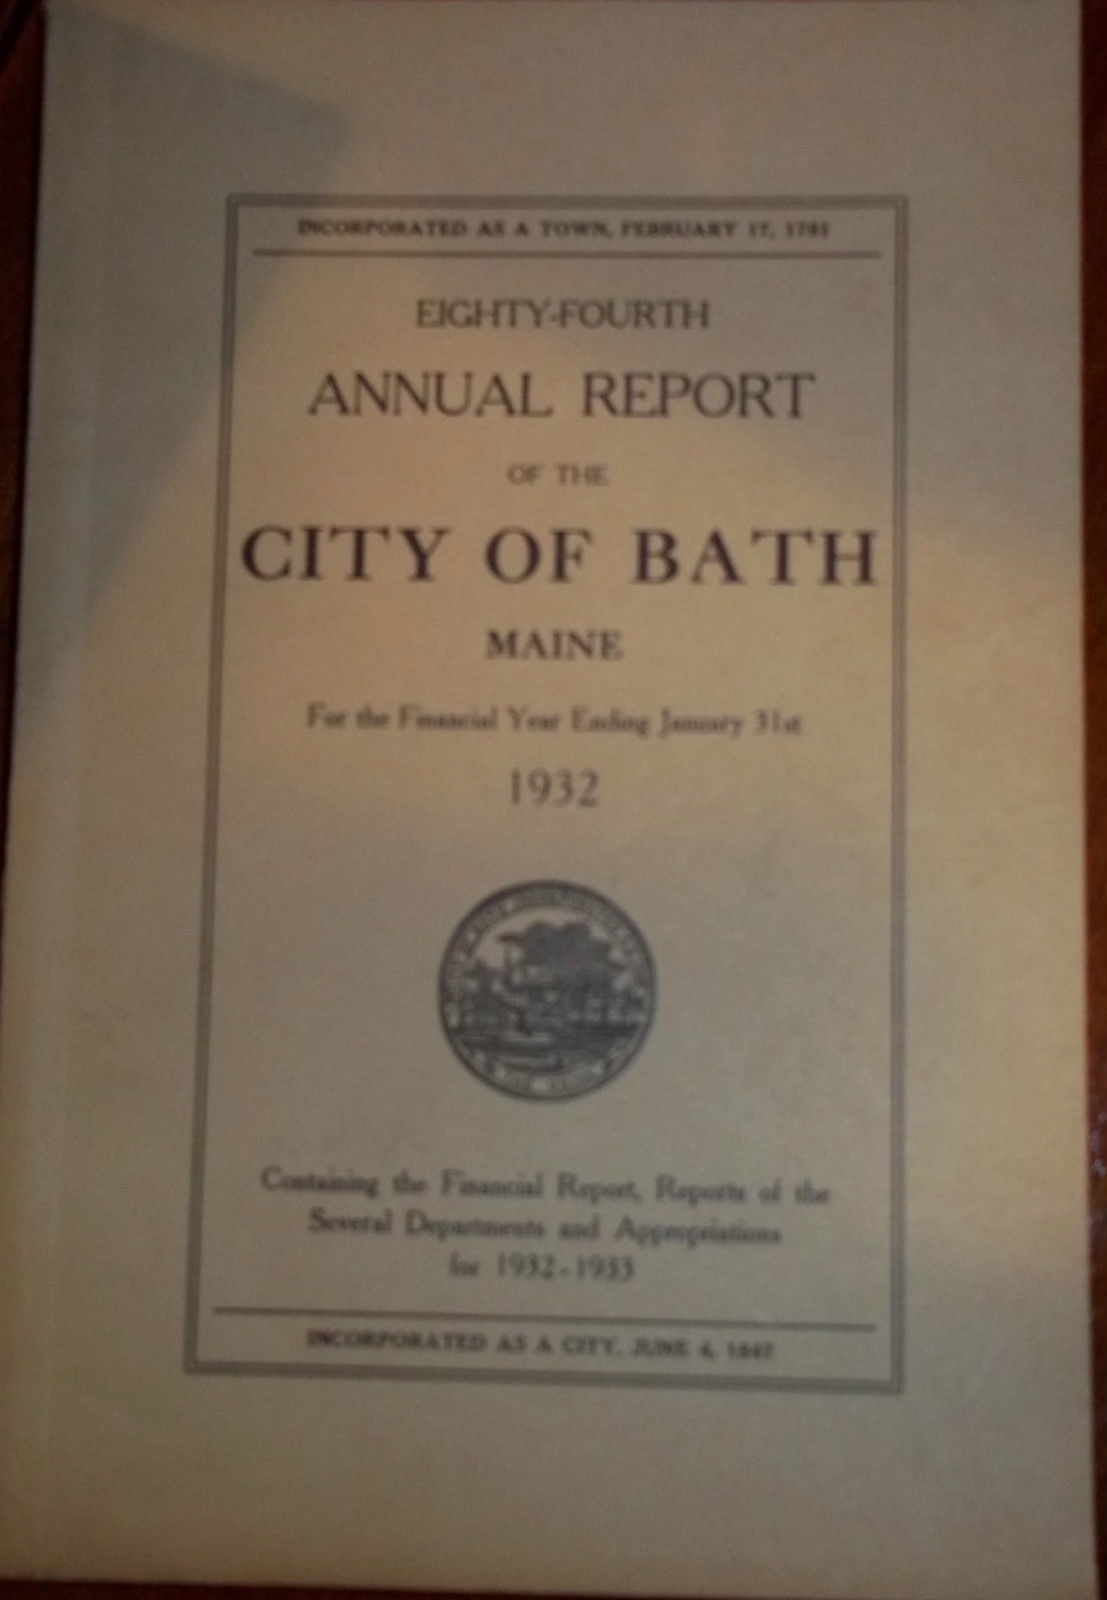 INCORPORATED AS A TOWN, FEBRUARY 17, 1781
EIGHTY-FOURTH
ANNUAL REPORT
OF THE
CITY OF BATH
MAINE
For the Financial Year Ending January 31st
1932
Containing the Financial Report, Reports of the
Several Departments and Appropriations
for 1932-1933
INCORPORATED AS A CITY, JUNE 4, 1847